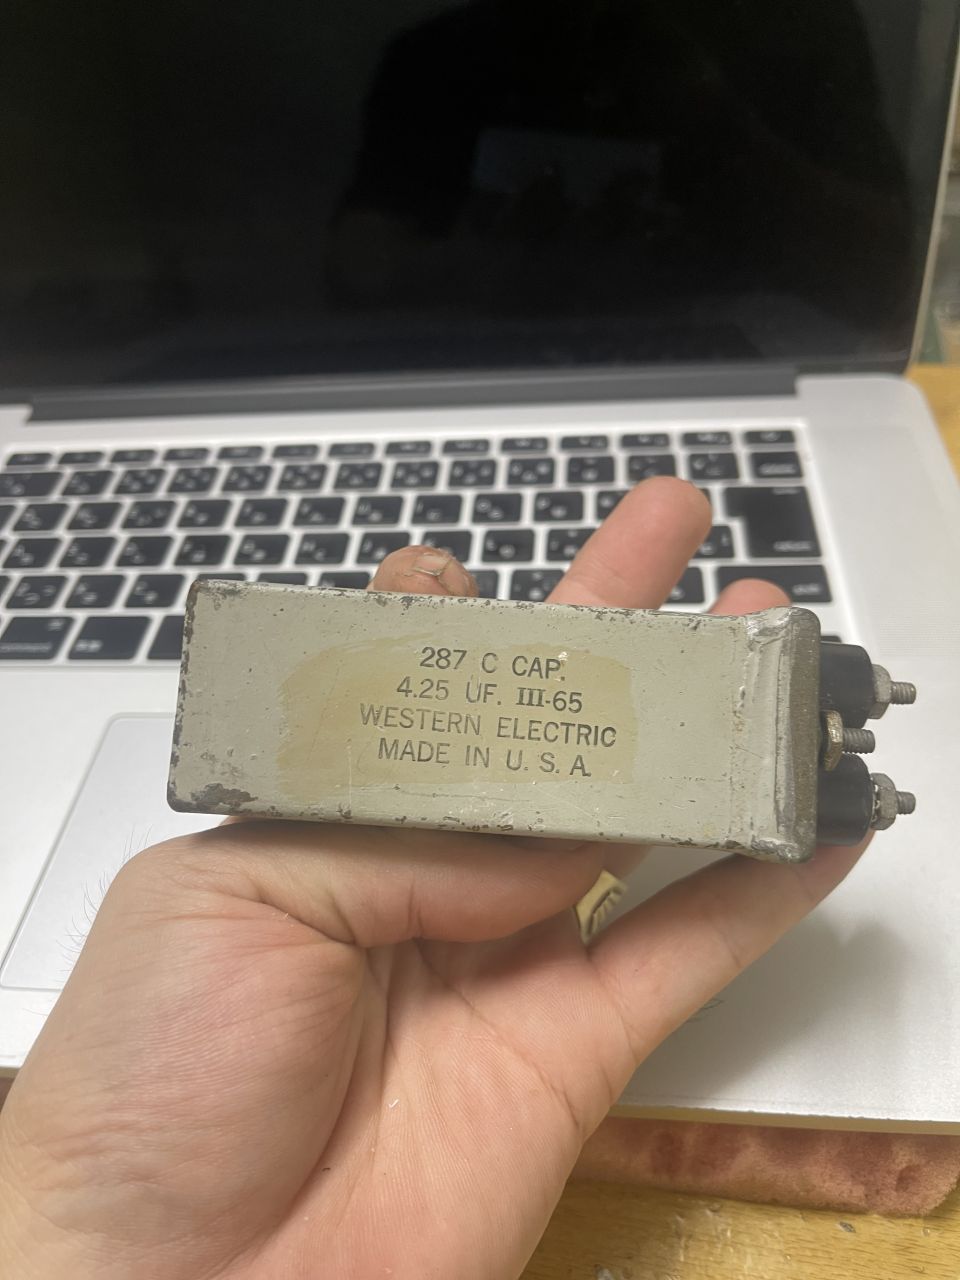 287 C CAP.
4.25 UF. III-65
WESTERN ELECTRIC
MADE IN U. S. A.